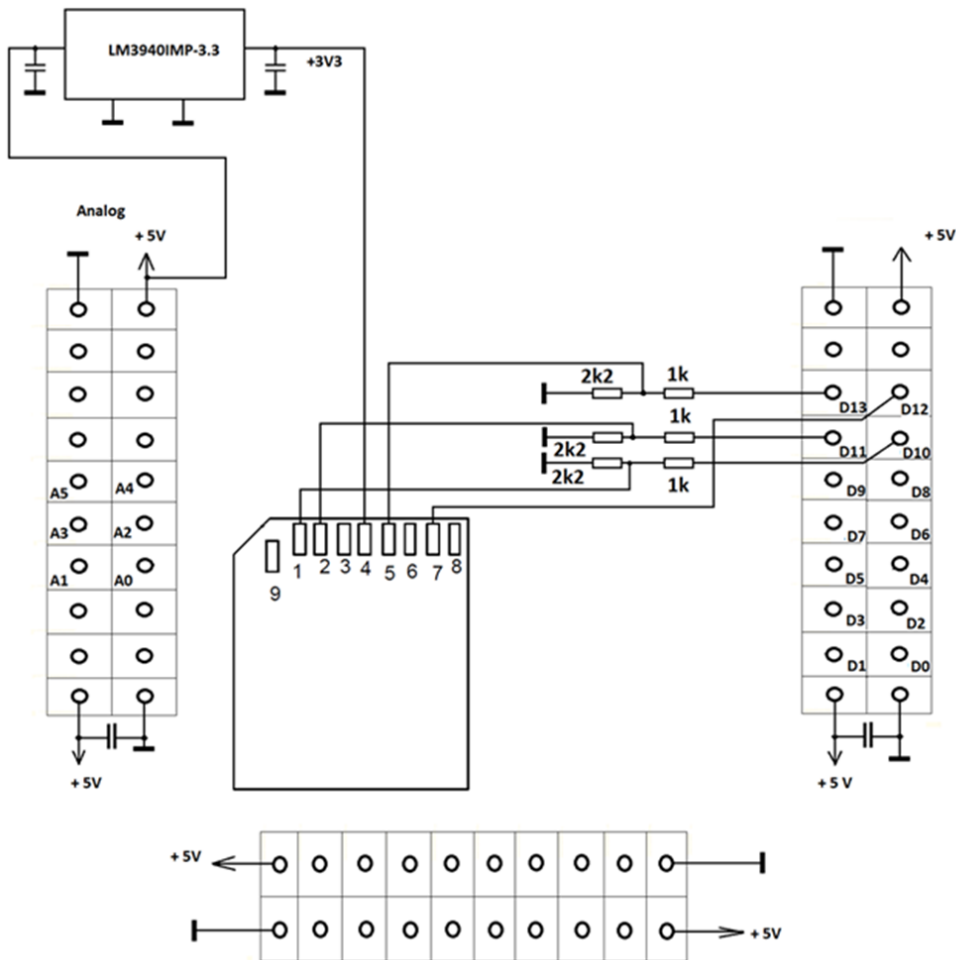 LM3940IMP-3.3
+3V3
Analog
+ 5V
+ 5V
2k2
1k
D13
D12
1k
2k2
D11
D10
2k2
1k
A5
A4
D9
D8
A3
A2
D7
D6
1
2
3
4
5
6
7
8
A1
A0
D5
D4
9
D3
D2
D1
D0
+ 5V
+ 5 V
+ 5V
+ 5V